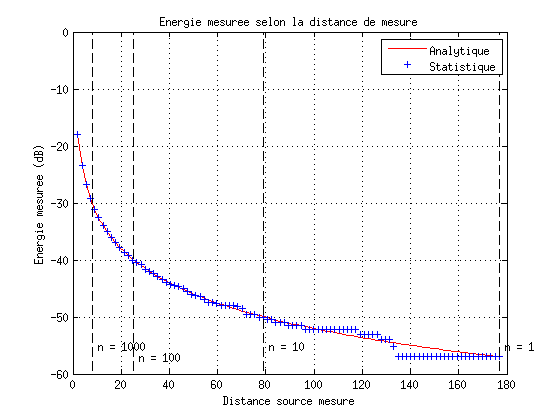 Energie mesuree selon la distance de mesure
0
-10
-20
-30
-40
-50
-60
Energie mesuree (dB)
Analytique
Statistique
n = 1000
n = 100
n = 10
n = 1
0 20 40 60 80 100 120 140 160 180
Distance source mesure